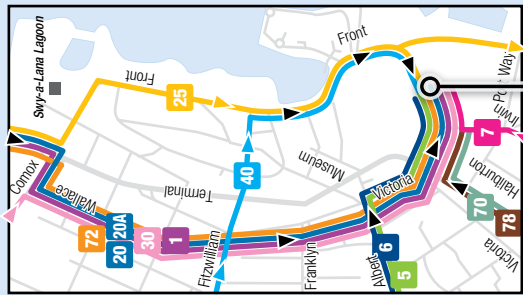 Swy-a-Lana Lagoon
Front
Front
25
Comox
Wallace
Terminal
Museum
40
72
20
20A
30
1
Fitzwilliam
Franklyn
Victoria
Albert
6
5
7
Irwin
Port Way
Haliburton
70
78
Victoria